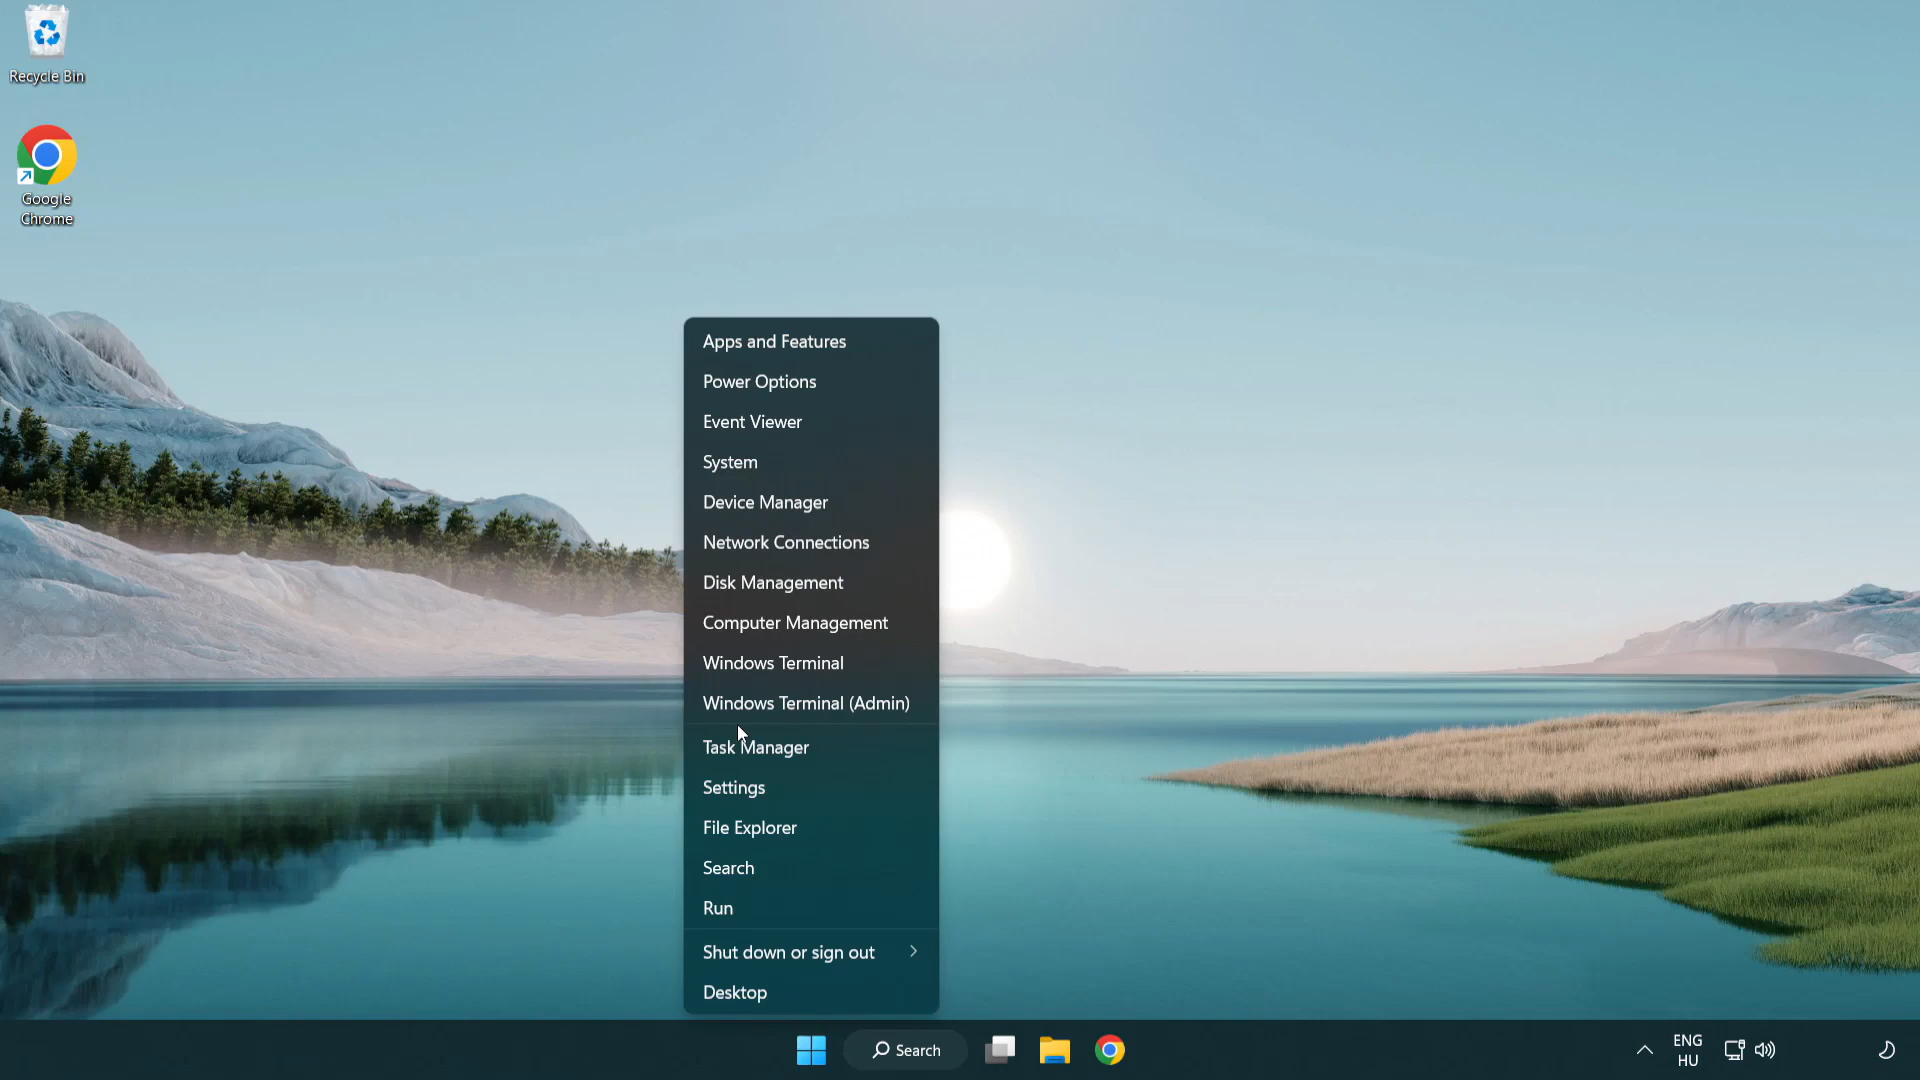 Recycle Bin
Google
Chrome
Apps and Features
Power Options
Event Viewer
System
Device Manager
Network Connections
Disk Management
Computer Management
Windows Terminal
Windows Terminal (Admin)
Task Manager
Settings
File Explorer
Search
Run
Shut down or sign out
Desktop
Search
ENG
HU